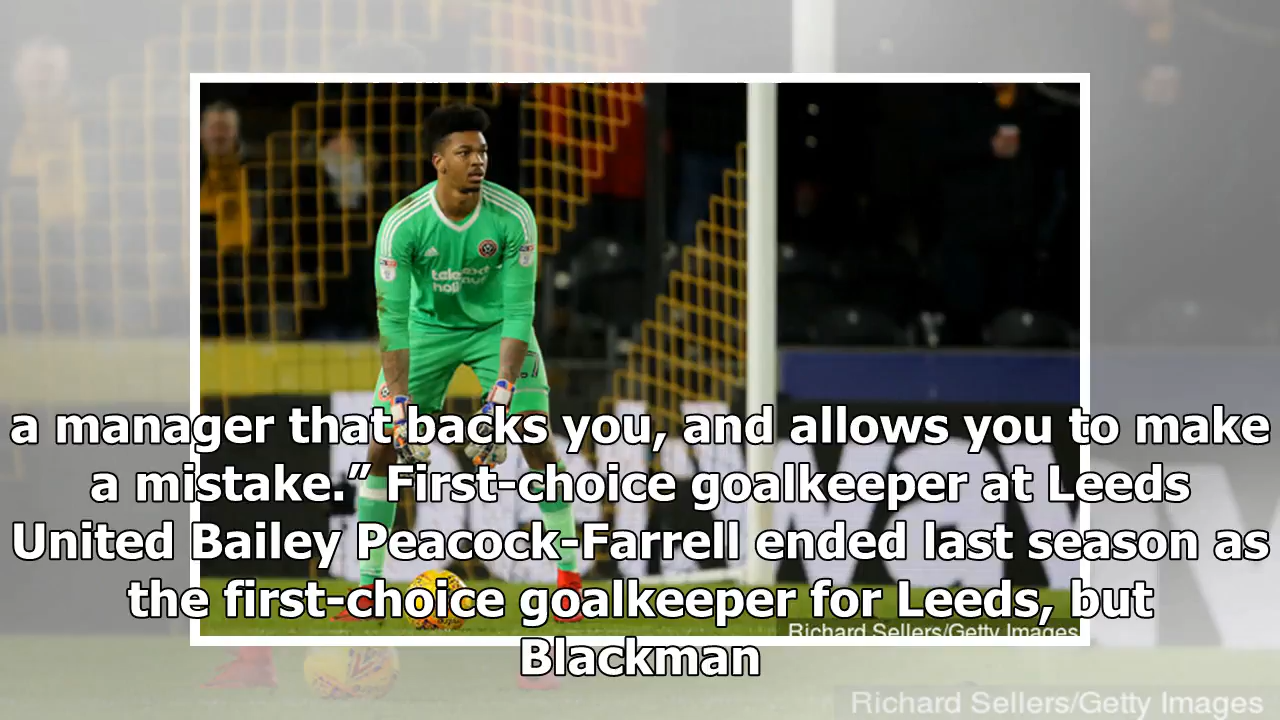 telete
holi
a manager that backs you, and allows you to make
a mistake.” First-choice goalkeeper at Leeds
United Bailey Peacock-Farrell ended last season as
the first-choice goalkeeper for Leeds, but
Blackman
Richard Sellers/Getty Images
Richard Sellers/Getty Images